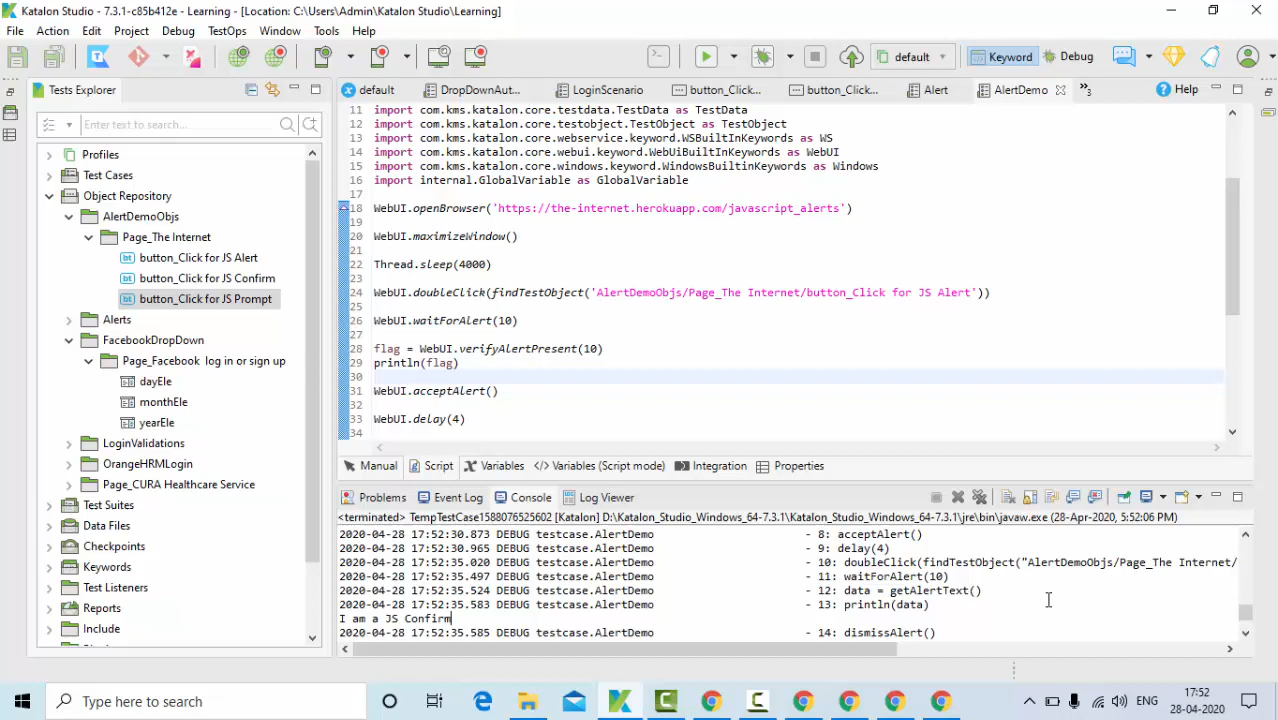 Katalon Studio - 7.3.1-c85b412e - Learning - [Location: C:\Users\Admin\Katalon Studio\Learning]
File Action Edit Project Debug TestOps Window Tools Help
default Keyword Debug
Tests Explorer
default DropDownAut... LoginScenario button_Click... button_Click... Alert AlertDemo Help
Enter text to search...
Profiles
Test Cases
Object Repository
AlertDemoObjs
Page_The Internet
button_Click for JS Alert
button_Click for JS Confirm
button_Click for JS Prompt
Alerts
FacebookDropDown
Page_Facebook log in or sign up
dayEle
monthEle
yearEle
LoginValidations
OrangeHRMLogin
Page_CURA Healthcare Service
Test Suites
Data Files
Checkpoints
Keywords
Test Listeners
Reports
Include
11 import com.kms.katalon.core.testdata.TestData as TestData
12 import com.kms.katalon.core.testobject.TestObject as TestObject
13 import com.kms.katalon.core.webservice.keyword.WSBuiltInKeywords as WS
14 import com.kms.katalon.core.webui.keyword.WebUiBuiltInKeywords as WebUI
15 import com.kms.katalon.core.windows.keyword.WindowsBuiltinKeywords as Windows
16 import internal.GlobalVariable as GlobalVariable
17
18 WebUI.openBrowser('https://the-internet.herokuapp.com/javascript_alerts')
19
20 WebUI.maximizeWindow()
21
22 Thread.sleep(4000)
23
24 WebUI.doubleClick(findTestObject('AlertDemoObjs/Page_The Internet/button_Click for JS Alert'))
25
26 WebUI.waitForAlert(10)
27
28 flag = WebUI.verifyAlertPresent(10)
29 println(flag)
30
31 WebUI.acceptAlert()
32
33 WebUI.delay(4)
34
Manual Script Variables Variables (Script mode) Integration Properties
Problems Event Log Console Log Viewer
<terminated> TempTestCase1588076525602 [Katalon] D:\Katalon_Studio_Windows_64-7.3.1\Katalon_Studio_Windows_64-7.3.1\jre\bin\javaw.exe (28-Apr-2020, 5:52:06 PM)
2020-04-28 17:52:30.873 DEBUG testcase.AlertDemo - 8: acceptAlert()
2020-04-28 17:52:30.965 DEBUG testcase.AlertDemo - 9: delay(4)
2020-04-28 17:52:35.020 DEBUG testcase.AlertDemo - 10: doubleClick(findTestObject("AlertDemoObjs/Page_The Internet/
2020-04-28 17:52:35.497 DEBUG testcase.AlertDemo - 11: waitForAlert(10)
2020-04-28 17:52:35.524 DEBUG testcase.AlertDemo - 12: data = getAlertText()
2020-04-28 17:52:35.583 DEBUG testcase.AlertDemo - 13: println(data)
I am a JS Confirm
2020-04-28 17:52:35.585 DEBUG testcase.AlertDemo - 14: dismissAlert()
Type here to search
ENG
17:52
28-04-2020